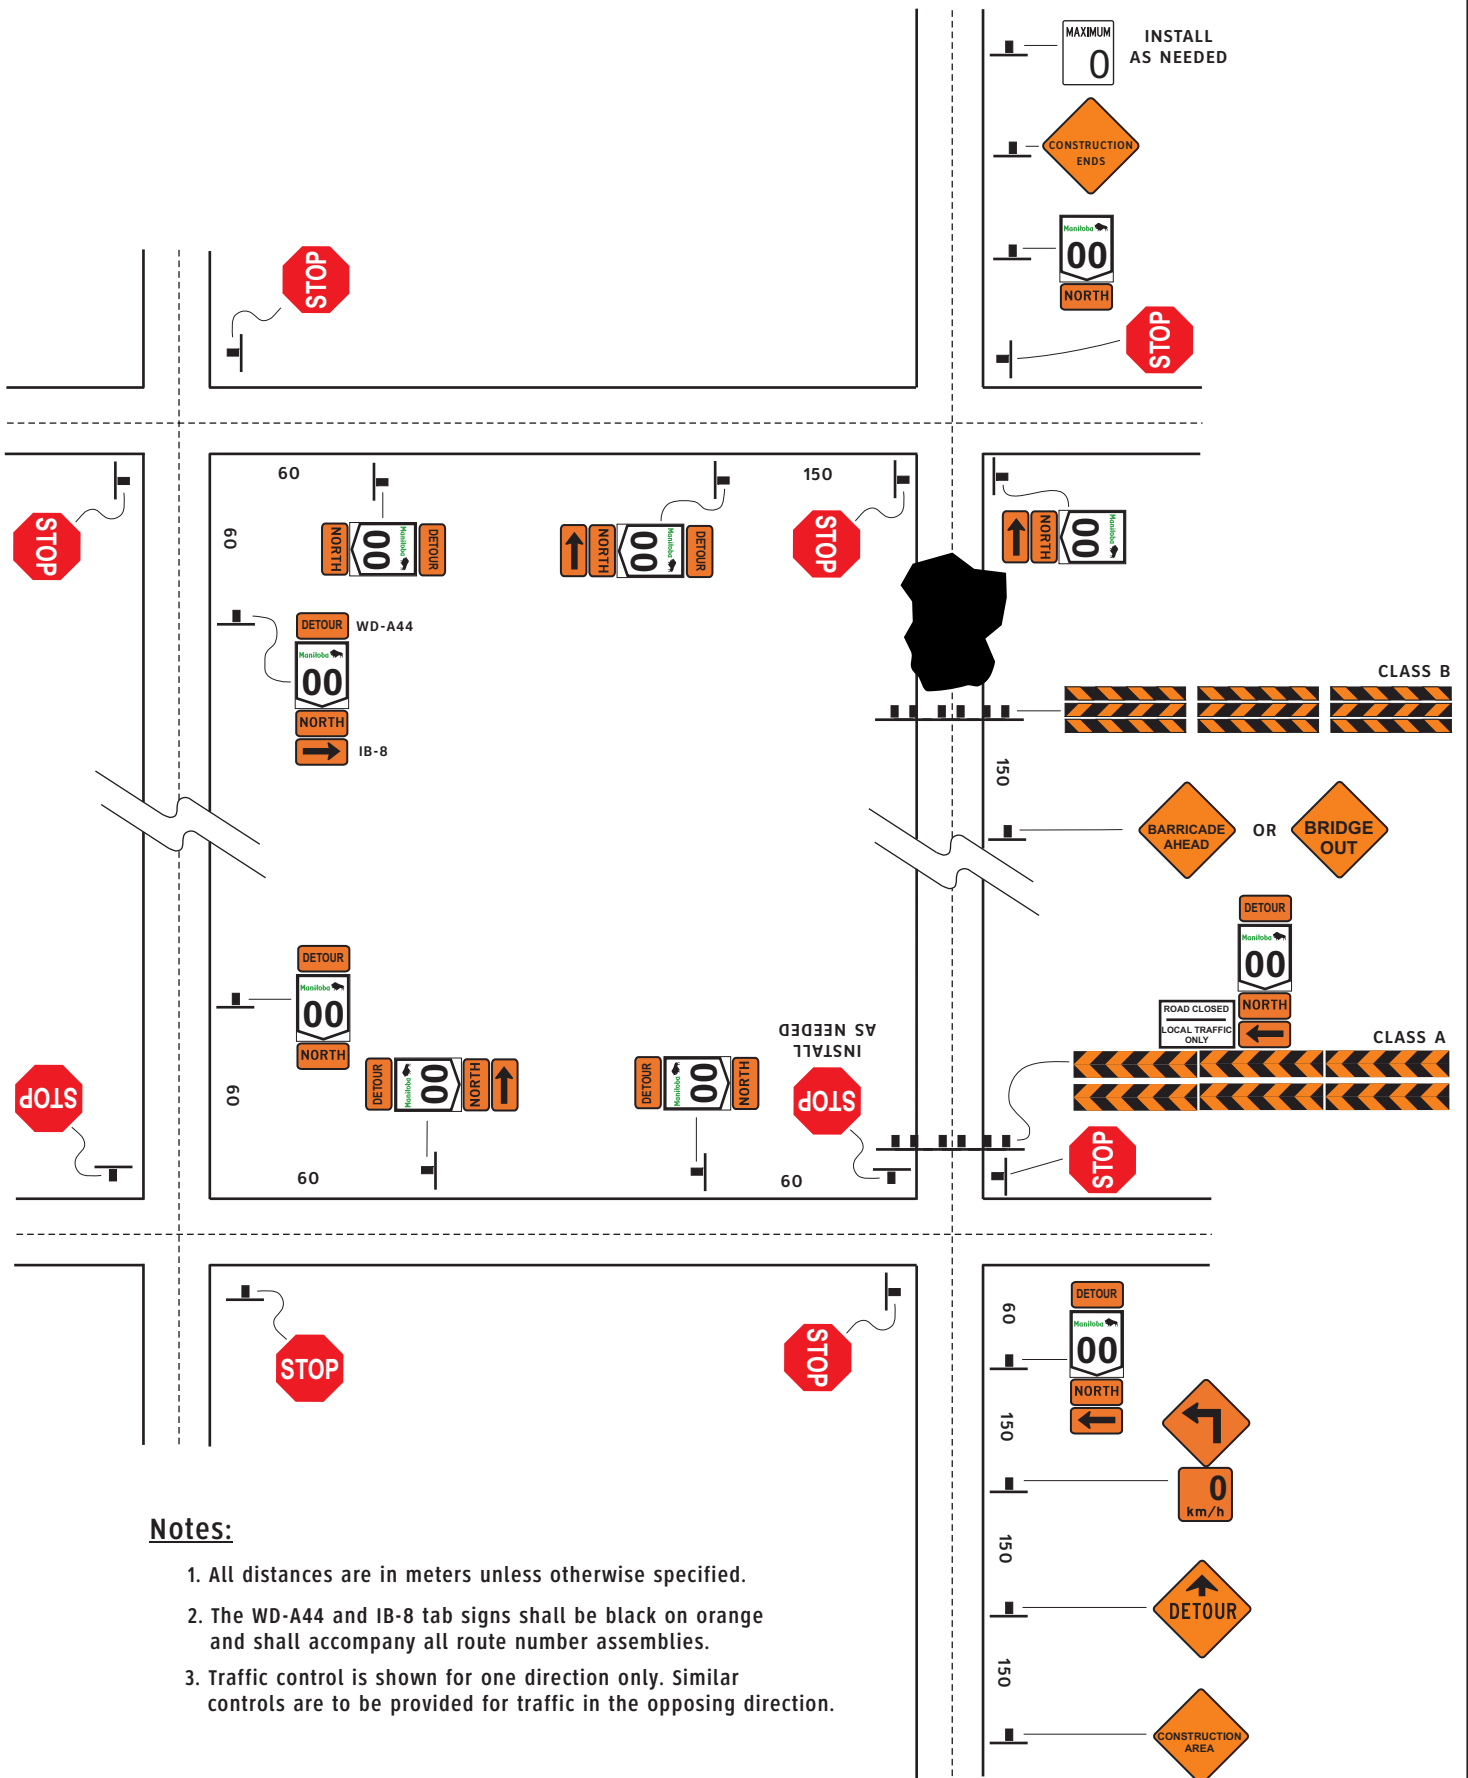 MAXIMUM
0
INSTALL
AS NEEDED
CONSTRUCTION
ENDS
Manitoba
00
NORTH
STOP
STOP
60
150
STOP
60
NORTH
00
Manitoba
DETOUR
NORTH
00
Manitoba
DETOUR
STOP
NORTH
00
Manitoba
DETOUR
WD-A44
Manitoba
00
NORTH
IB-8
CLASS B
150
BARRICADE
AHEAD
OR
BRIDGE
OUT
DETOUR
Manitoba
00
NORTH
ROAD CLOSED
LOCAL TRAFFIC
ONLY
CLASS A
DETOUR
Manitoba
00
NORTH
INSTALL
AS NEEDED
STOP
60
DETOUR
Manitoba
00
NORTH
DETOUR
Manitoba
00
NORTH
STOP
STOP
60
60
STOP
STOP
60
DETOUR
Manitoba
00
NORTH
150
0
km/h
150
DETOUR
150
CONSTRUCTION
AREA
Notes:
1. All distances are in meters unless otherwise specified.
2. The WD-A44 and IB-8 tab signs shall be black on orange
and shall accompany all route number assemblies.
3. Traffic control is shown for one direction only. Similar
controls are to be provided for traffic in the opposing direction.